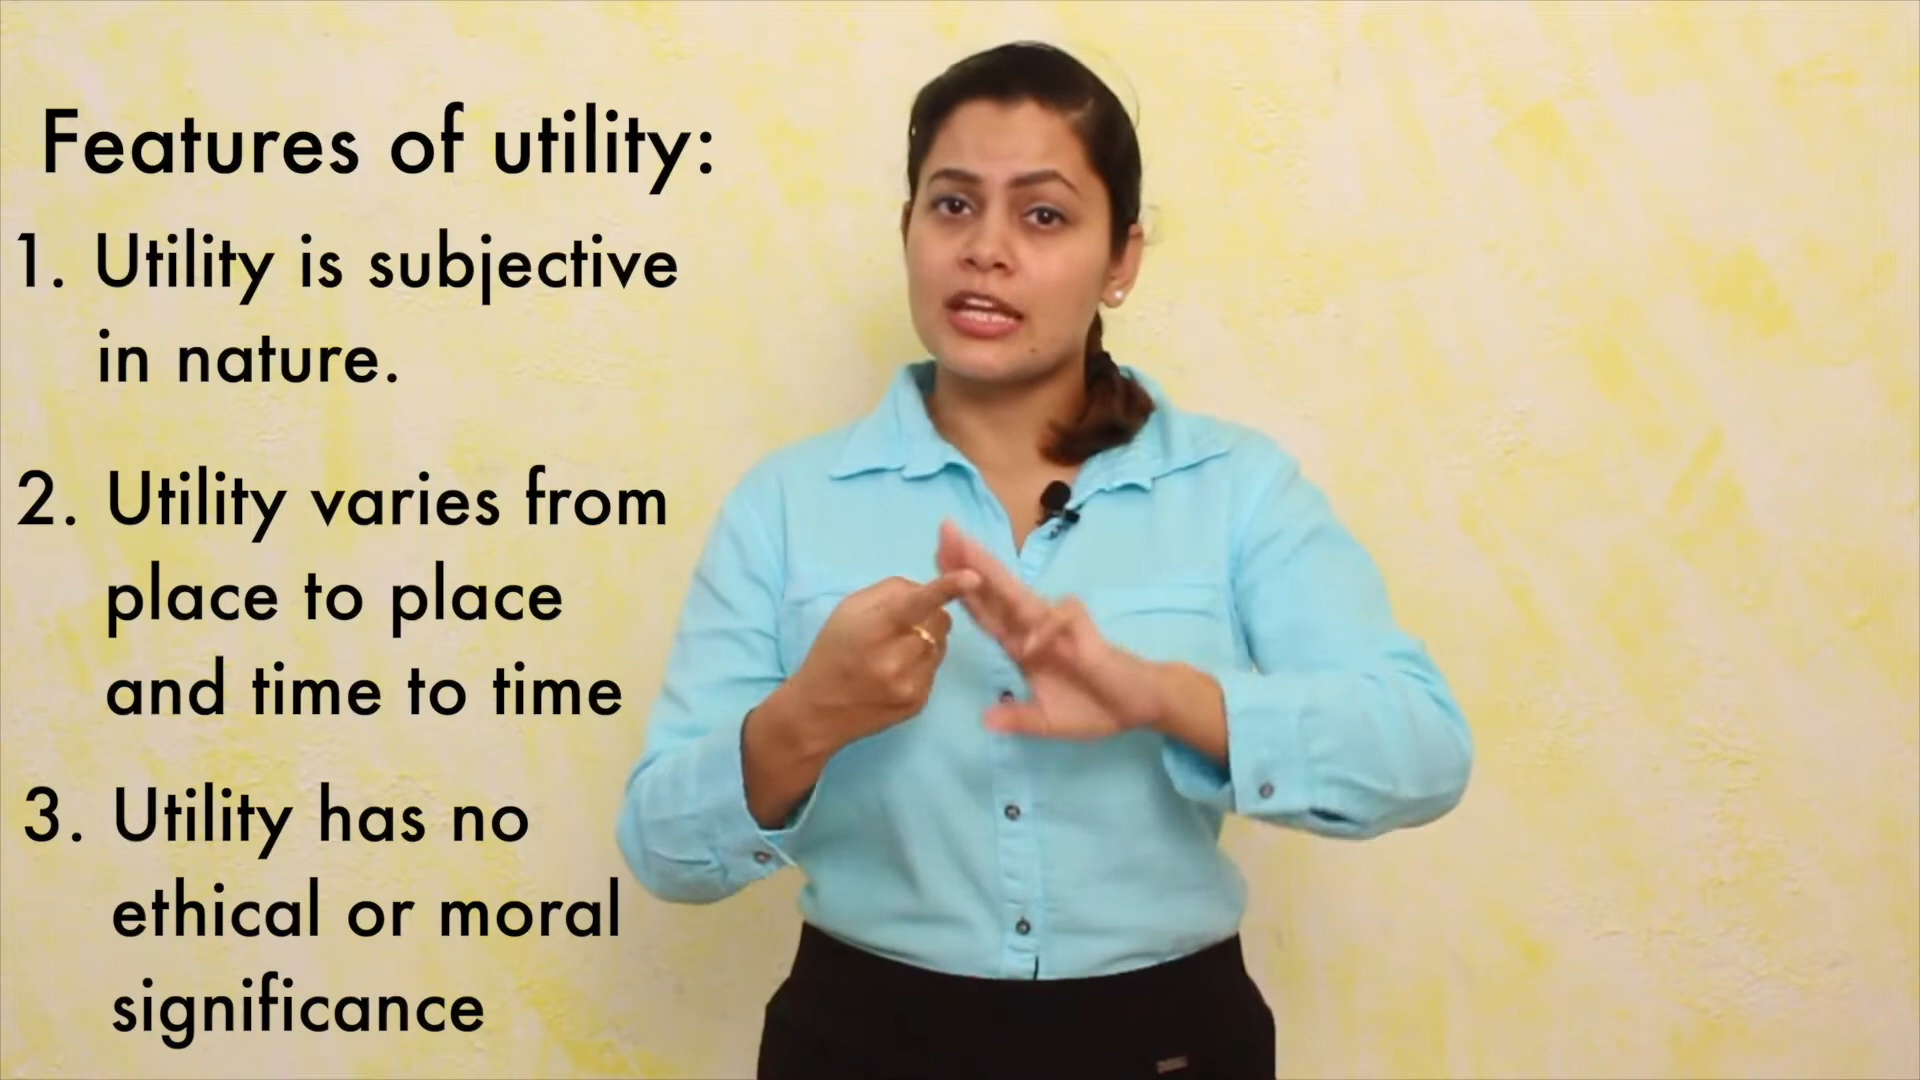 Features of utility:
1. Utility is subjective
in nature.
2. Utility varies from
place to place
and time to time
3. Utility has no
ethical or moral
significance